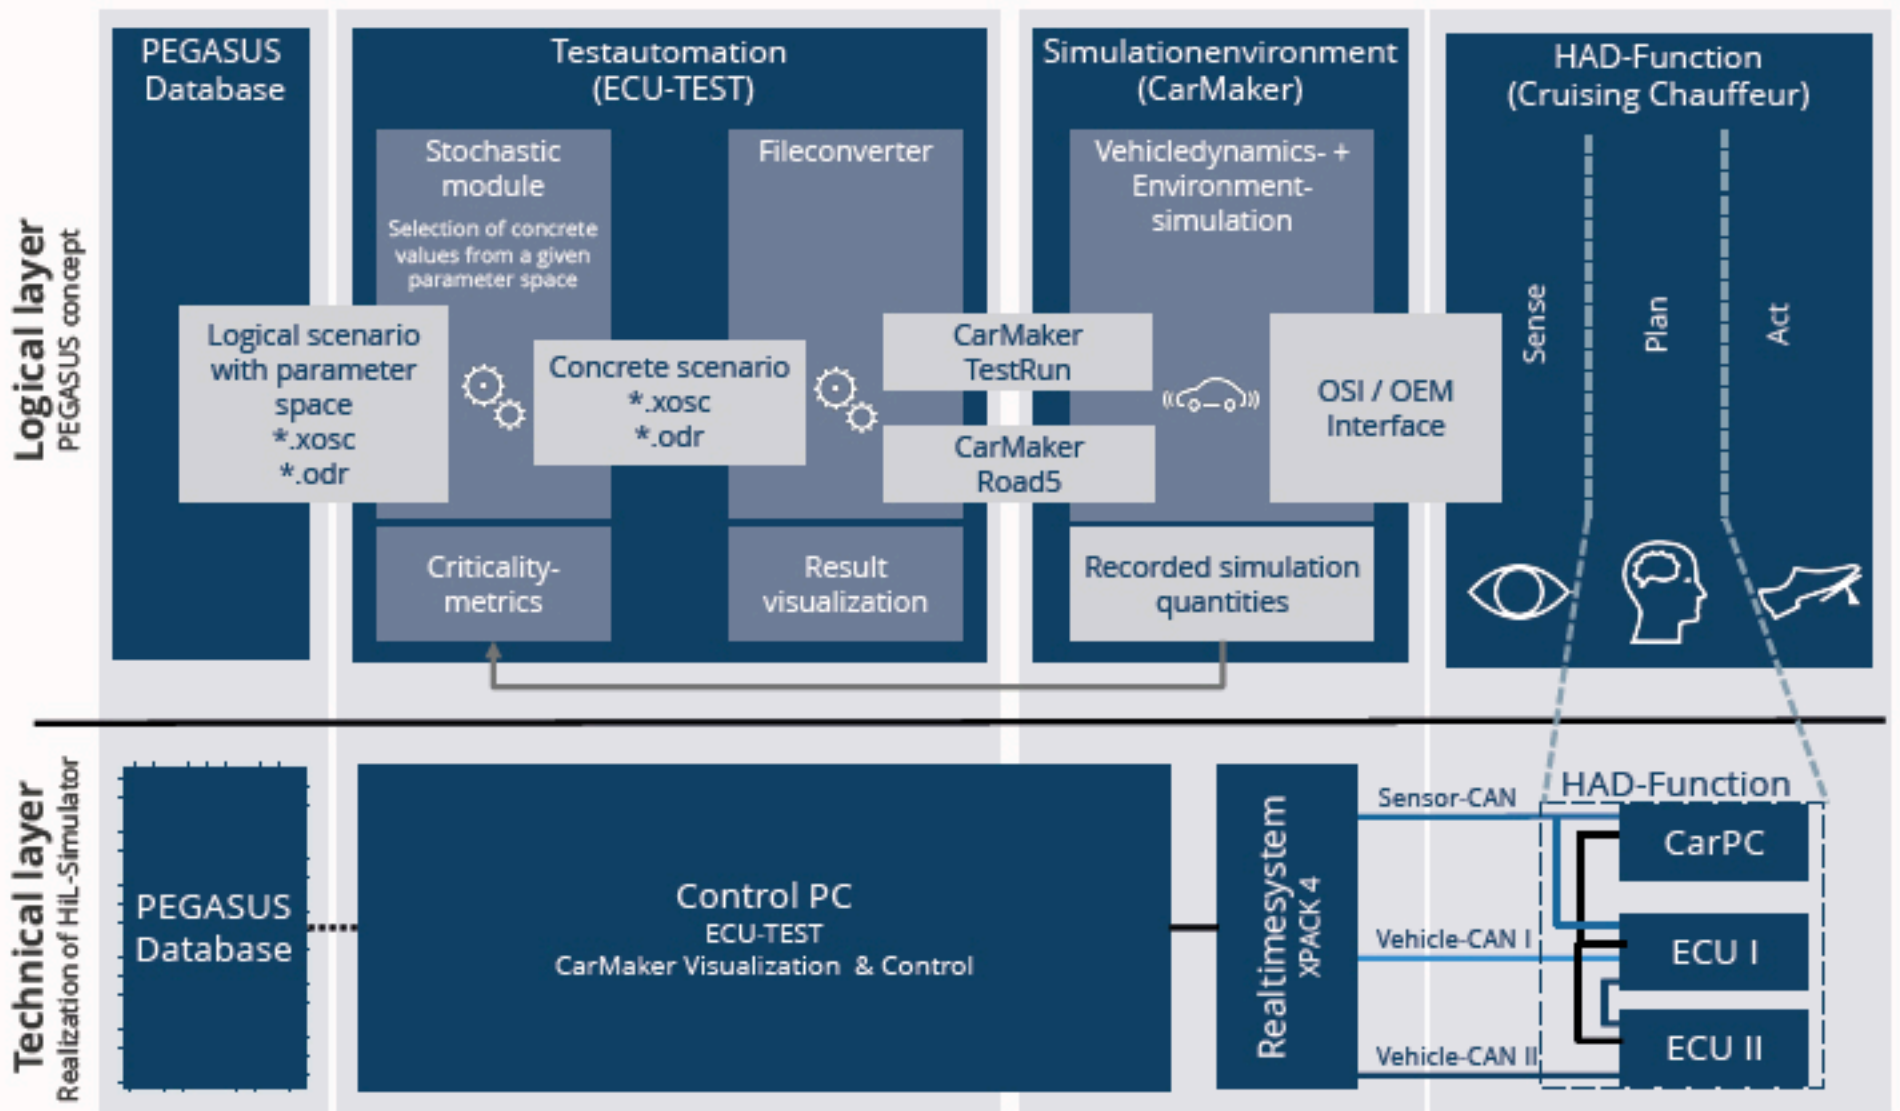 Logical layer
PEGASUS concept
PEGASUS
Database
Testautomation
(ECU-TEST)
Simulationenvironment
(CarMaker)
HAD-Function
(Cruising Chauffeur)
Stochastic
module
Selection of concrete
values from a given
parameter space
Fileconverter
Vehicledynamics- +
Environment-
simulation
Logical scenario
with parameter
space
*.xosc
*.odr
Concrete scenario
*.xosc
*.odr
CarMaker
TestRun
CarMaker
Road5
OSI / OEM
Interface
Sense
Plan
Act
Criticality-
metrics
Result
visualization
Recorded simulation
quantities
Technical layer
Realization of HiL-Simulator
PEGASUS
Database
Control PC
ECU-TEST
CarMaker Visualization & Control
Realtimesystem
XPACK 4
Sensor-CAN
Vehicle-CAN I
Vehicle-CAN II
HAD-Function
CarPC
ECU I
ECU II